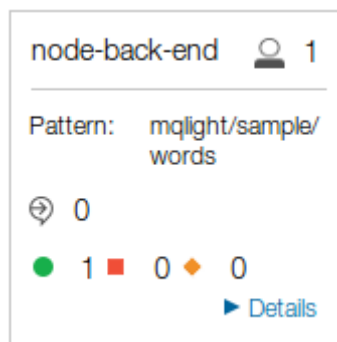 node-back-end 1
Pattern: mqlight/sample/
words
0
1 0 0
Details